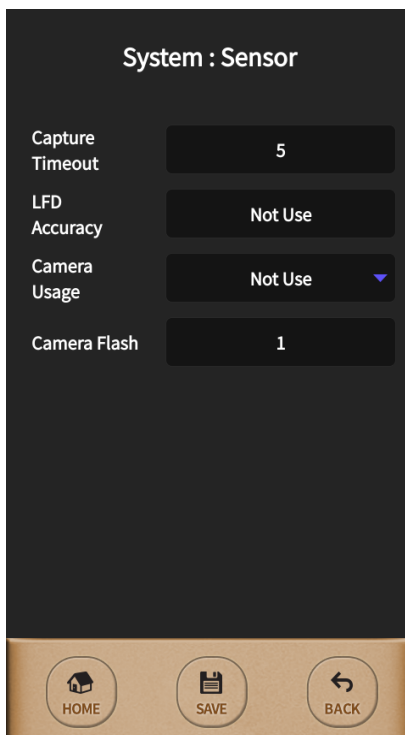 System : Sensor
Capture
Timeout
5
LFD
Accuracy
Not Use
Camera
Usage
Not Use
Camera Flash
1
HOME
SAVE
BACK